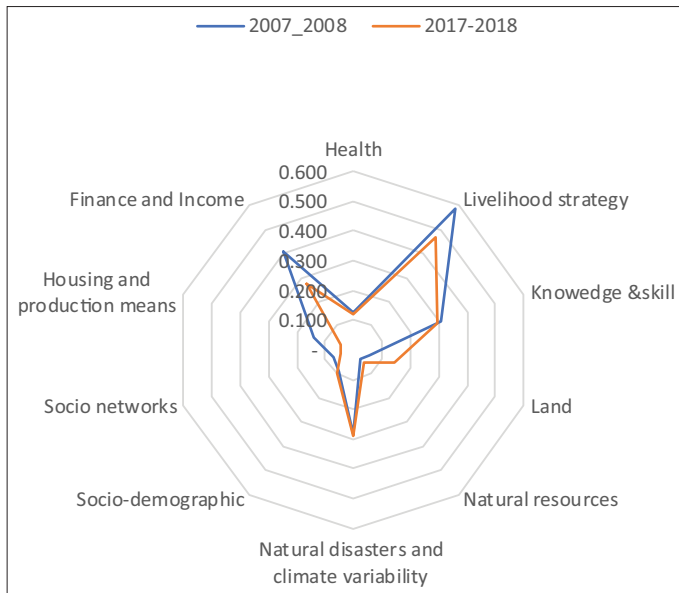 2007_2008 2017-2018
Health
0.600
Finance and Income 0.500 Livelihood strategy
0.400
Housing and
production means
0.300
0.200
Knowedge &skill
0.100
-
Socio networks Land
Socio-demographic Natural resources
Natural disasters and
climate variability